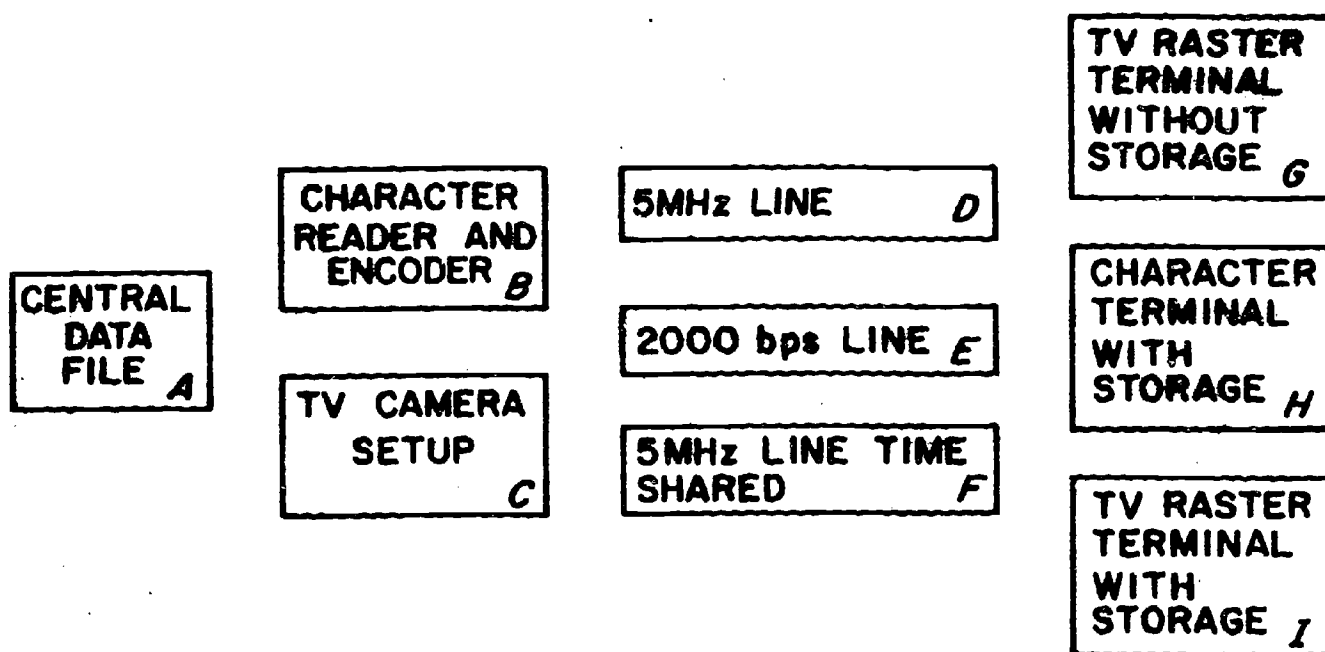 CENTRAL
DATA
FILE A
CHARACTER
READER AND
ENCODER B
TV CAMERA
SETUP
C
5MHz LINE D
2000 bps LINE E
5MHz LINE TIME
SHARED F
TV RASTER
TERMINAL
WITHOUT
STORAGE G
CHARACTER
TERMINAL
WITH
STORAGE H
TV RASTER
TERMINAL
WITH
STORAGE I